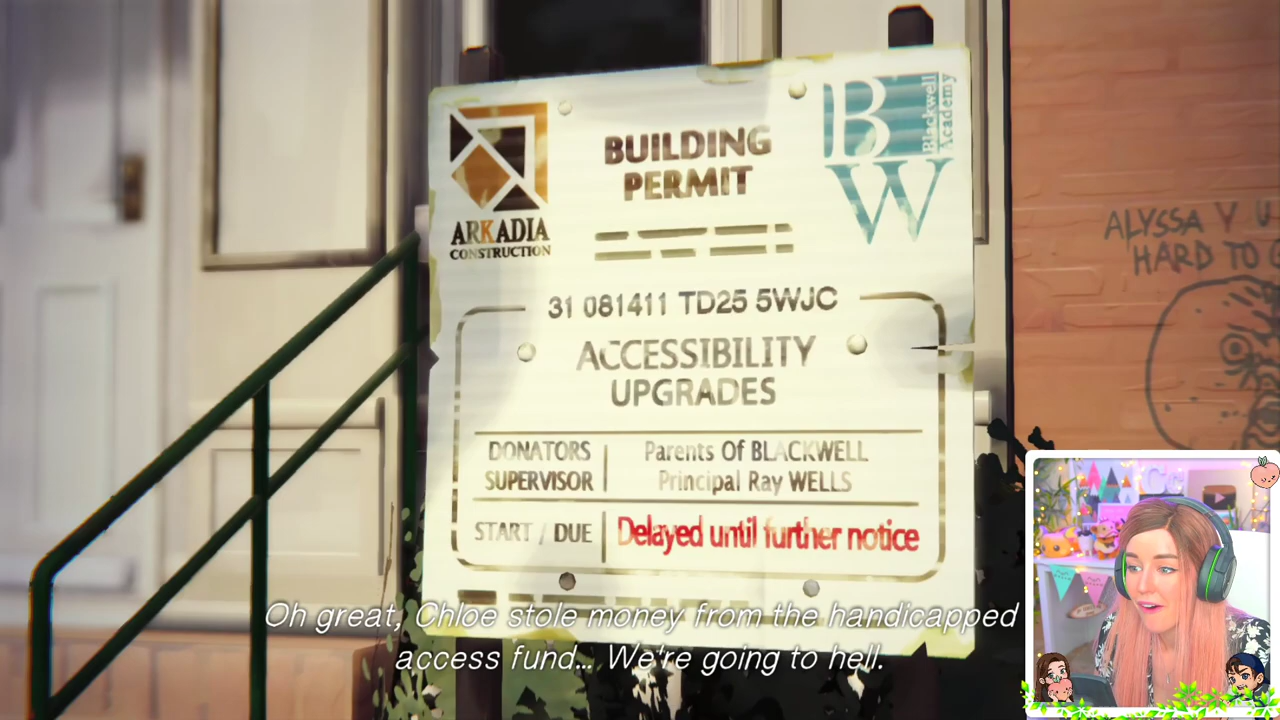 BUILDING
PERMIT
ARKADIA
CONSTRUCTION
BW
Blackwell
Academy
31 081411 TD25 5WJC
ACCESSIBILITY
UPGRADES
DONATORS Parents Of BLACKWELL
SUPERVISOR Principal Ray WELLS
START / DUE Delayed until further notice
ALYSSA Y U
HARD TO G
Oh great, Chloe stole money from the handicapped
access fund... We're going to hell.